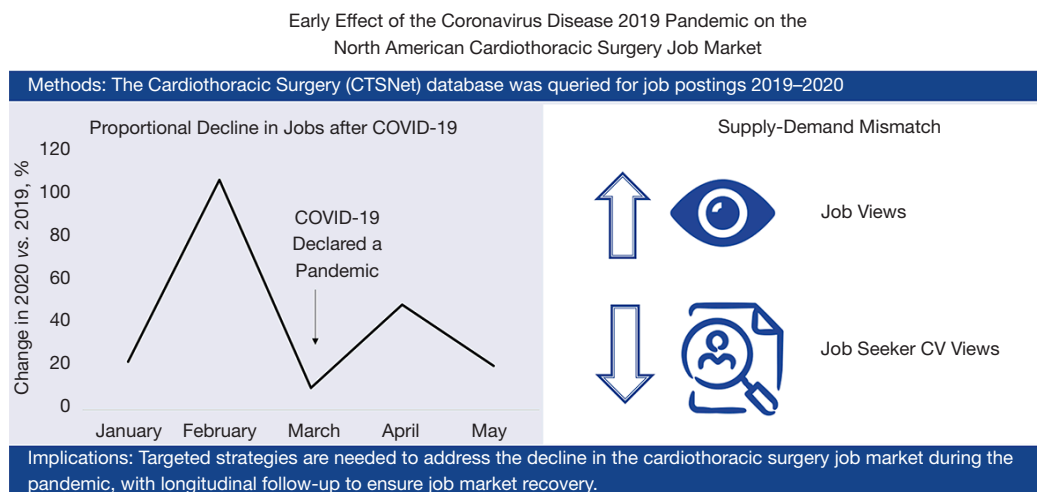 Early Effect of the Coronavirus Disease 2019 Pandemic on the
North American Cardiothoracic Surgery Job Market
Methods: The Cardiothoracic Surgery (CTSNet) database was queried for job postings 2019–2020
Proportional Decline in Jobs after COVID-19
Change in 2020 vs. 2019, %
120
100
80
60
40
20
0
COVID-19
Declared a
Pandemic
January
February
March
April
May
Supply-Demand Mismatch
Job Views
Job Seeker CV Views
Implications: Targeted strategies are needed to address the decline in the cardiothoracic surgery job market during the
pandemic, with longitudinal follow-up to ensure job market recovery.